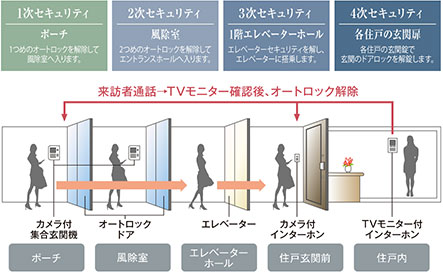 1次セキュリティ
ポーチ
1つめのオートロックを解除して
風除室へ入ります。
2次セキュリティ
風除室
2つめのオートロックを解除して
エントランスホールへ入ります。
3次セキュリティ
1階エレベーターホール
エレベーターセキュリティを解し、
エレベーターに搭乗します。
4次セキュリティ
各住戸の玄関扉
各住戸の玄関錠で
玄関のドアロックを解錠します。
来訪者通話→TVモニター確認後、オートロック解除
カメラ付
集合玄関機
オートロック
ドア
エレベーター
カメラ付
インターホン
TVモニター付
インターホン
ポーチ
風除室
エレベーター
ホール
住戸玄関前
住戸内